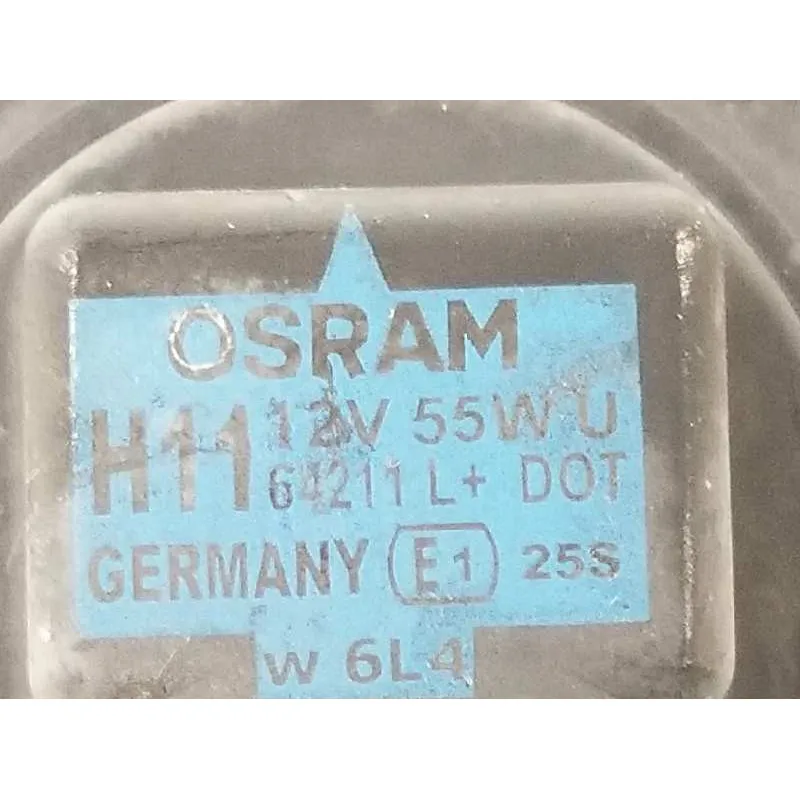 OSRAM
H11 12V 55W U
64211 L+ DOT
GERMANY E1 25S
W 6L4